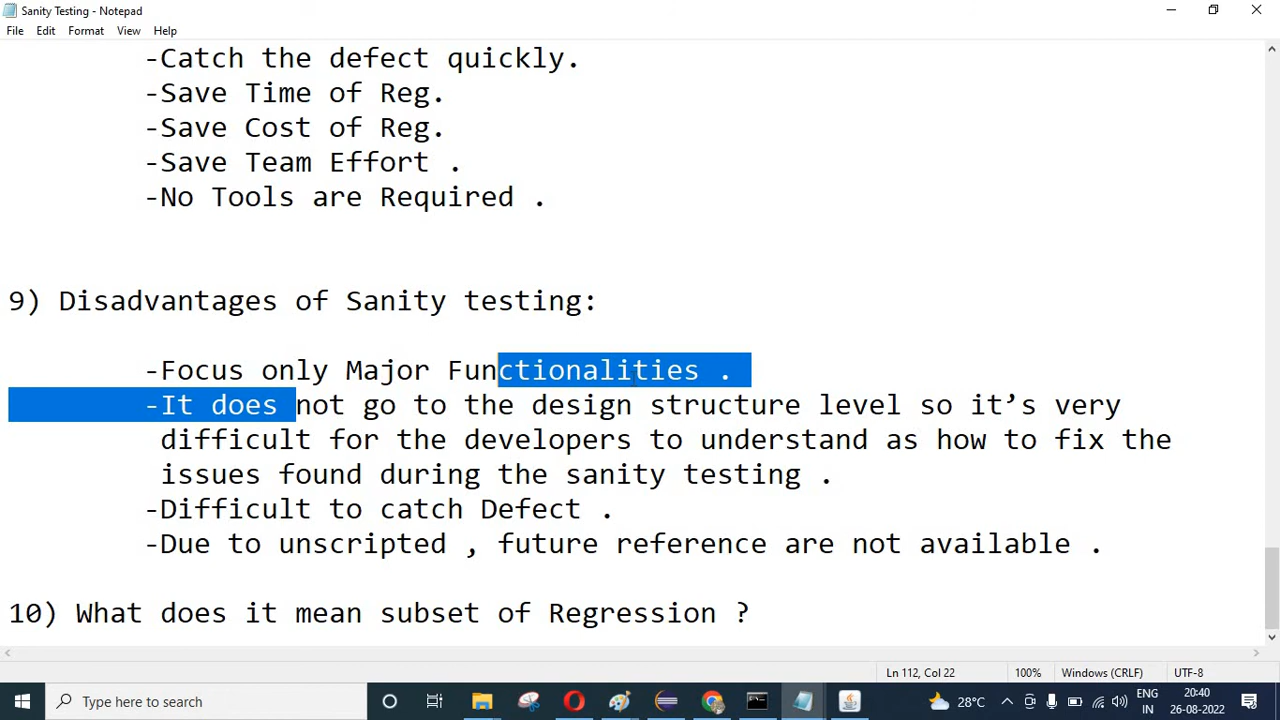 Sanity Testing - Notepad
File Edit Format View Help
-Catch the defect quickly.
-Save Time of Reg.
-Save Cost of Reg.
-Save Team Effort .
-No Tools are Required .
9) Disadvantages of Sanity testing:
-Focus only Major Functionalities .
-It does not go to the design structure level so it’s very
difficult for the developers to understand as how to fix the
issues found during the sanity testing .
-Difficult to catch Defect .
-Due to unscripted , future reference are not available .
10) What does it mean subset of Regression ?
Ln 112, Col 22 100% Windows (CRLF) UTF-8
Type here to search 28°C ENG 20:40
IN 26-08-2022